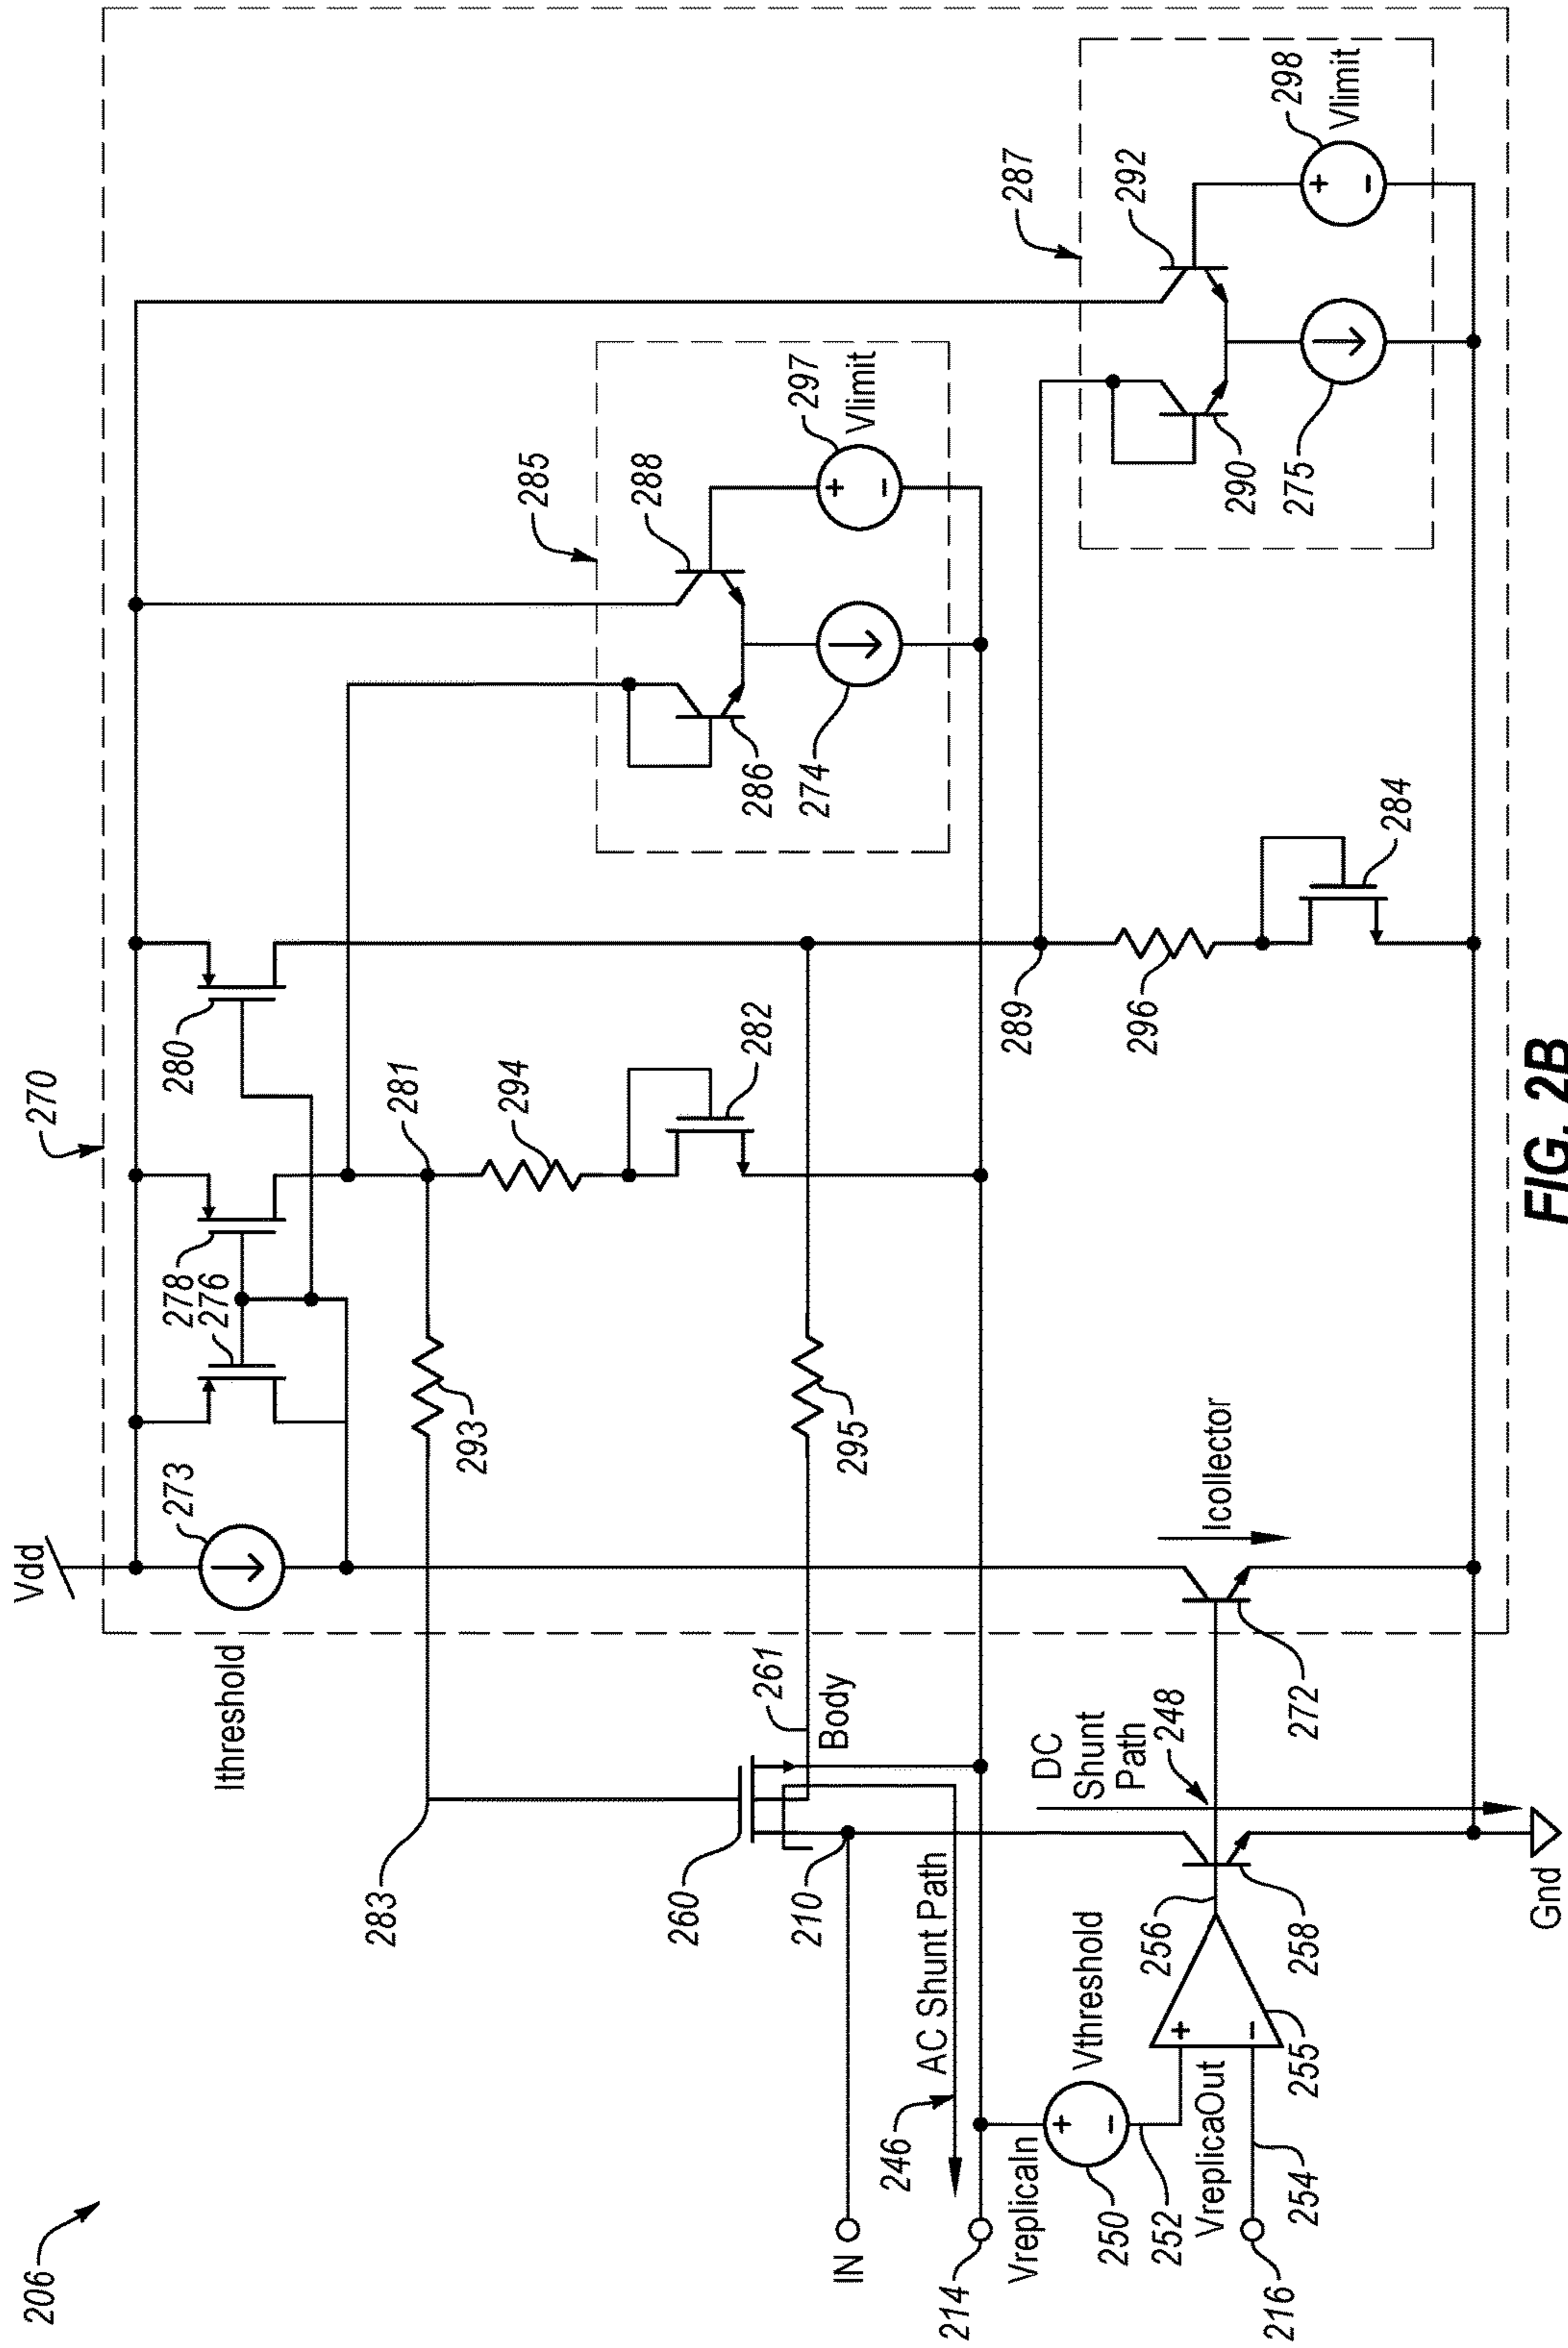 206
270
Vdd
Ithreshold
273
276
278
280
281
294
282
293
283
295
285
288
297
Vlimit
286
274
287
292
298
Vlimit
290
275
289
296
284
261
Body
260
210
IN
AC Shunt Path
246
214
VreplicaIn
250
Vthreshold
252
VreplicaOut
254
216
255
256
258
DC
Shunt
Path
248
272
Icollector
Gnd
+
−
+
−
+
−
+
−
FIG. 2B